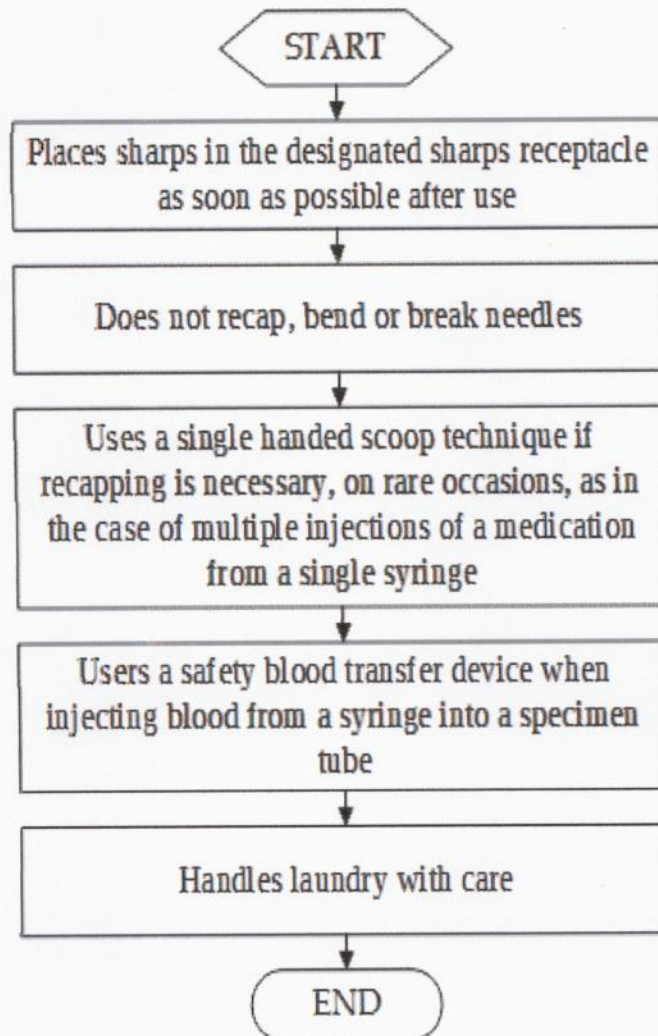 START
Places sharps in the designated sharps receptacle
as soon as possible after use
Does not recap, bend or break needles
Uses a single handed scoop technique if
recapping is necessary, on rare occasions, as in
the case of multiple injections of a medication
from a single syringe
Users a safety blood transfer device when
injecting blood from a syringe into a specimen
tube
Handles laundry with care
END